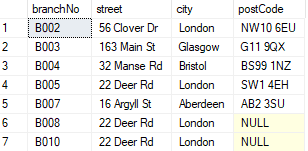 branchNo street city postCode
1 B002 56 Clover Dr London NW10 6EU
2 B003 163 Main St Glasgow G11 9QX
3 B004 32 Manse Rd Bristol BS99 1NZ
4 B005 22 Deer Rd London SW1 4EH
5 B007 16 Argyll St Aberdeen AB2 3SU
6 B008 22 Deer Rd London NULL
7 B010 22 Deer Rd London NULL